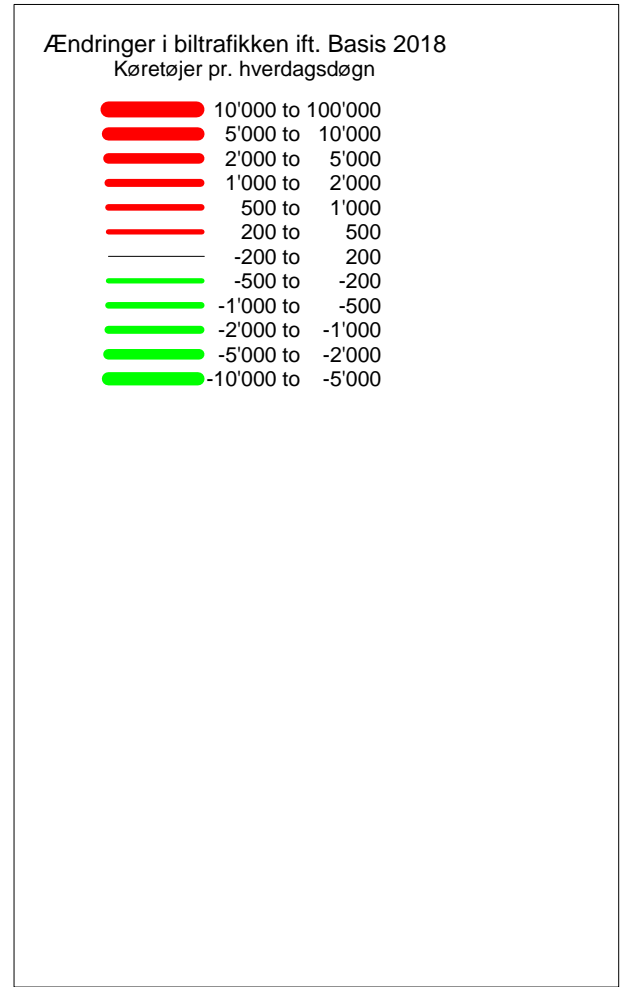 Ændringer i biltrafikken ift. Basis 2018
Køretøjer pr. hverdagsdøgn
10'000 to 100'000
5'000 to 10'000
2'000 to 5'000
1'000 to 2'000
500 to 1'000
200 to 500
-200 to 200
-500 to -200
-1'000 to -500
-2'000 to -1'000
-5'000 to -2'000
-10'000 to -5'000